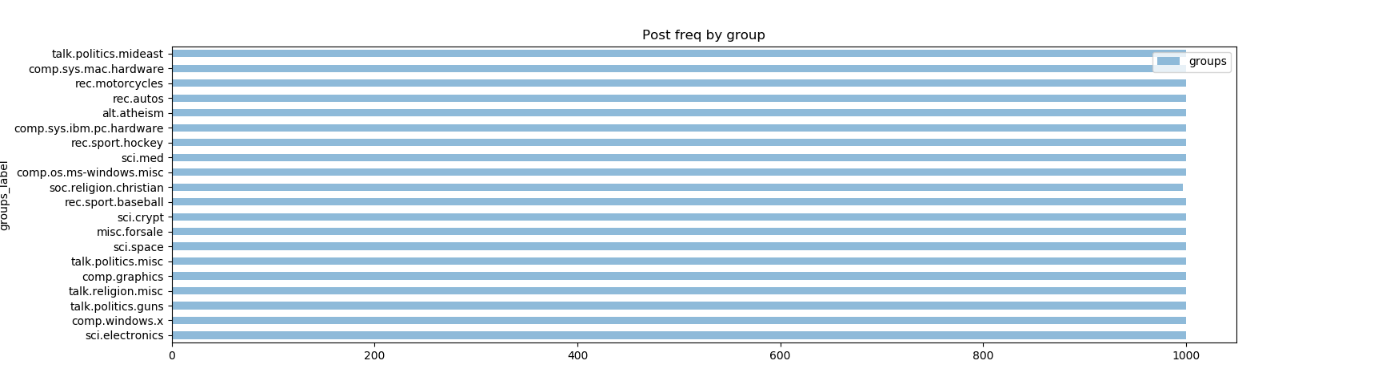 Post freq by group
groups
groups_label
talk.politics.mideast
comp.sys.mac.hardware
rec.motorcycles
rec.autos
alt.atheism
comp.sys.ibm.pc.hardware
rec.sport.hockey
sci.med
comp.os.ms-windows.misc
soc.religion.christian
rec.sport.baseball
sci.crypt
misc.forsale
sci.space
talk.politics.misc
comp.graphics
talk.religion.misc
talk.politics.guns
comp.windows.x
sci.electronics
0 200 400 600 800 1000